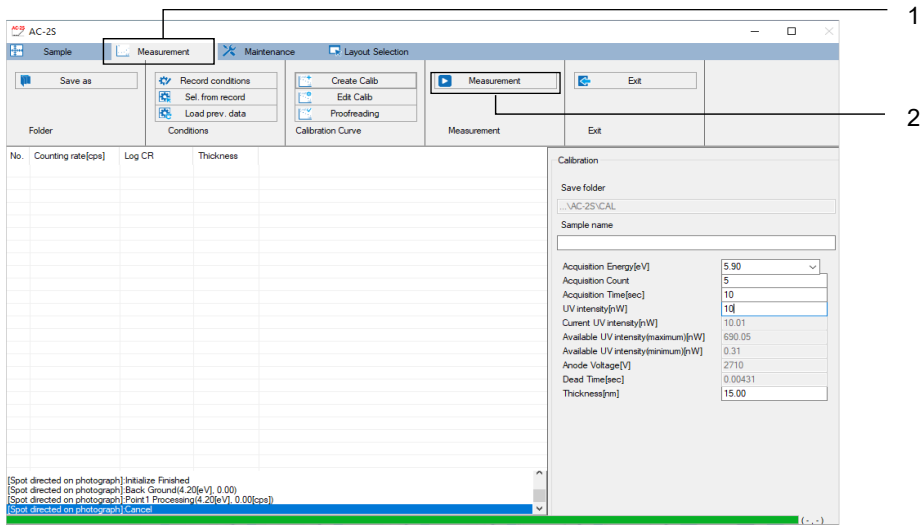 1
AC-2S
Sample Measurement Maintenance Layout Selection
Save as Record conditions Create Calib Measurement Exit
Sel. from record Edit Calib
Load prev. data Proofreading
Folder Conditions Calibration Curve Measurement Exit
2
No. Counting rate[cps] Log CR Thickness
Calibration
Save folder
...\AC-2S\CAL
Sample name
Acquisition Energy[eV] 5.90
Acquisition Count 5
Acquisition Time[sec] 10
UV intensity[nW] 10
Current UV intensity[nW] 10.01
Available UV intensity(maximum)[nW] 690.05
Available UV intensity(minimum)[nW] 0.31
Anode Voltage[V] 2710
Dead Time[sec] 0.00431
Thickness[nm] 15.00
[Spot directed on photograph]:Initialize Finished
[Spot directed on photograph]:Back Ground(4.20[eV], 0.00)
[Spot directed on photograph]:Point1 Processing(4.20[eV], 0.00[cps])
[Spot directed on photograph]:Cancel
( - , - )